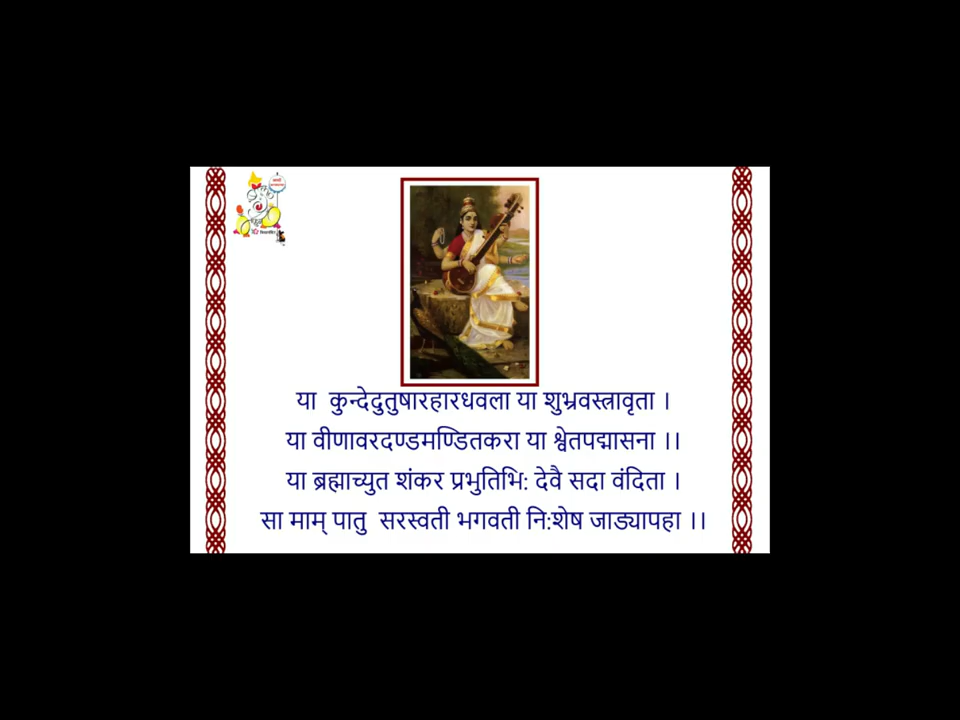 या कुन्देदुतुषारहारधवला या शुभ्रवस्त्रावृता ।
या वीणावरदण्डमण्डितकरा या श्वेतपद्मासना ।।
या ब्रह्माच्युत शंकर प्रभुतिभि: देवै सदा वंदिता ।
सा माम् पातु सरस्वती भगवती नि:शेष जाड्यापहा ।।